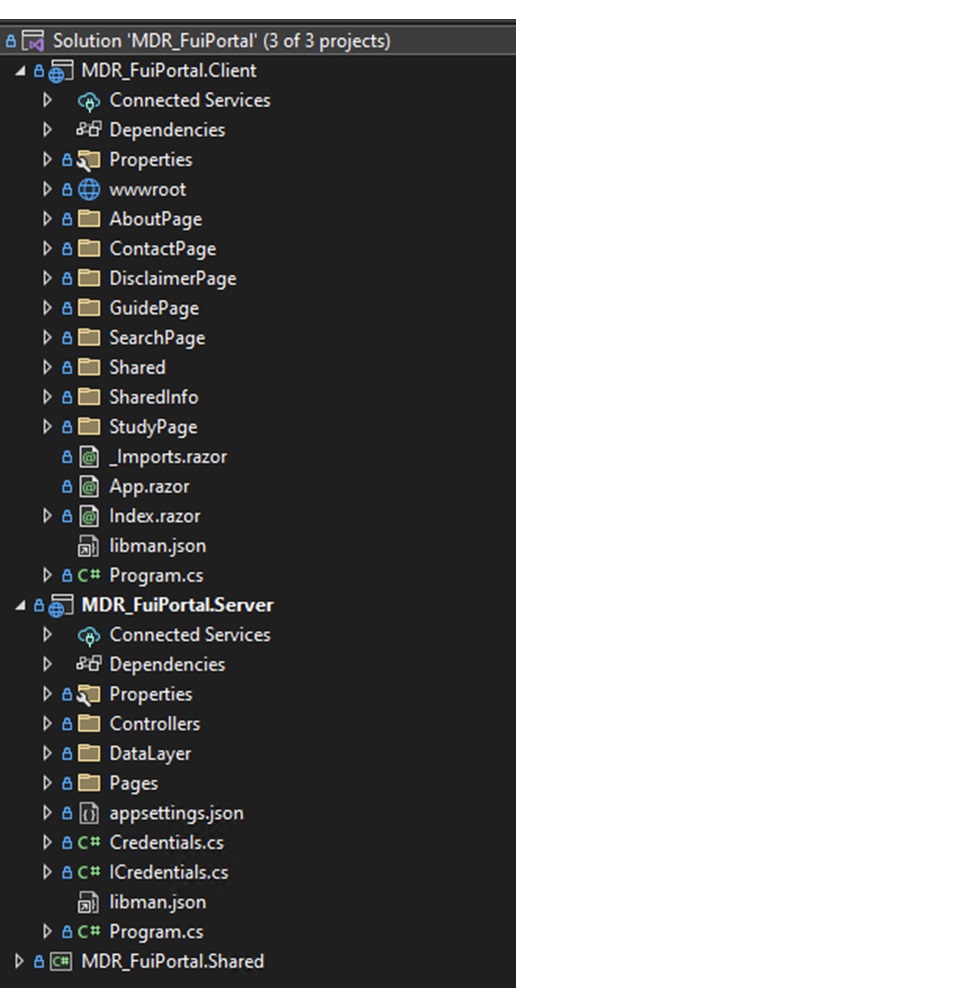 Solution 'MDR_FuiPortal' (3 of 3 projects)
MDR_FuiPortal.Client
Connected Services
Dependencies
Properties
wwwroot
AboutPage
ContactPage
DisclaimerPage
GuidePage
SearchPage
Shared
SharedInfo
StudyPage
_Imports.razor
App.razor
Index.razor
libman.json
C# Program.cs
MDR_FuiPortal.Server
Connected Services
Dependencies
Properties
Controllers
DataLayer
Pages
appsettings.json
C# Credentials.cs
C# ICredentials.cs
libman.json
C# Program.cs
C# MDR_FuiPortal.Shared